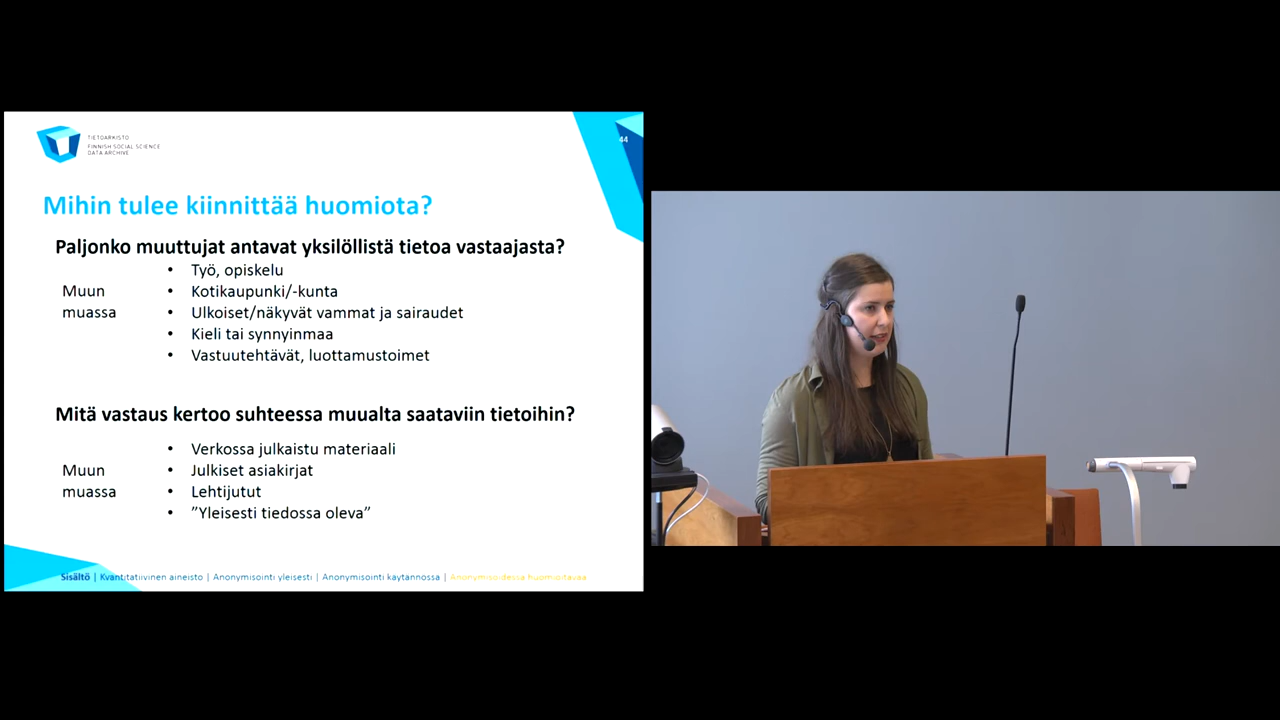 TIETOARKISTO
FINNISH SOCIAL SCIENCE
DATA ARCHIVE
44
Mihin tulee kiinnittää huomiota?
Paljonko muuttujat antavat yksilöllistä tietoa vastaajasta?
Muun muassa
• Työ, opiskelu
• Kotikaupunki/-kunta
• Ulkoiset/näkyvät vammat ja sairaudet
• Kieli tai synnyinmaa
• Vastuutehtävät, luottamustoimet
Mitä vastaus kertoo suhteessa muualta saataviin tietoihin?
Muun muassa
• Verkossa julkaistu materiaali
• Julkiset asiakirjat
• Lehtijutut
• ”Yleisesti tiedossa oleva”
Sisältö | Kvantitatiivinen aineisto | Anonymisointi yleisesti | Anonymisointi käytännössä | Anonymisoidessa huomioitavaa